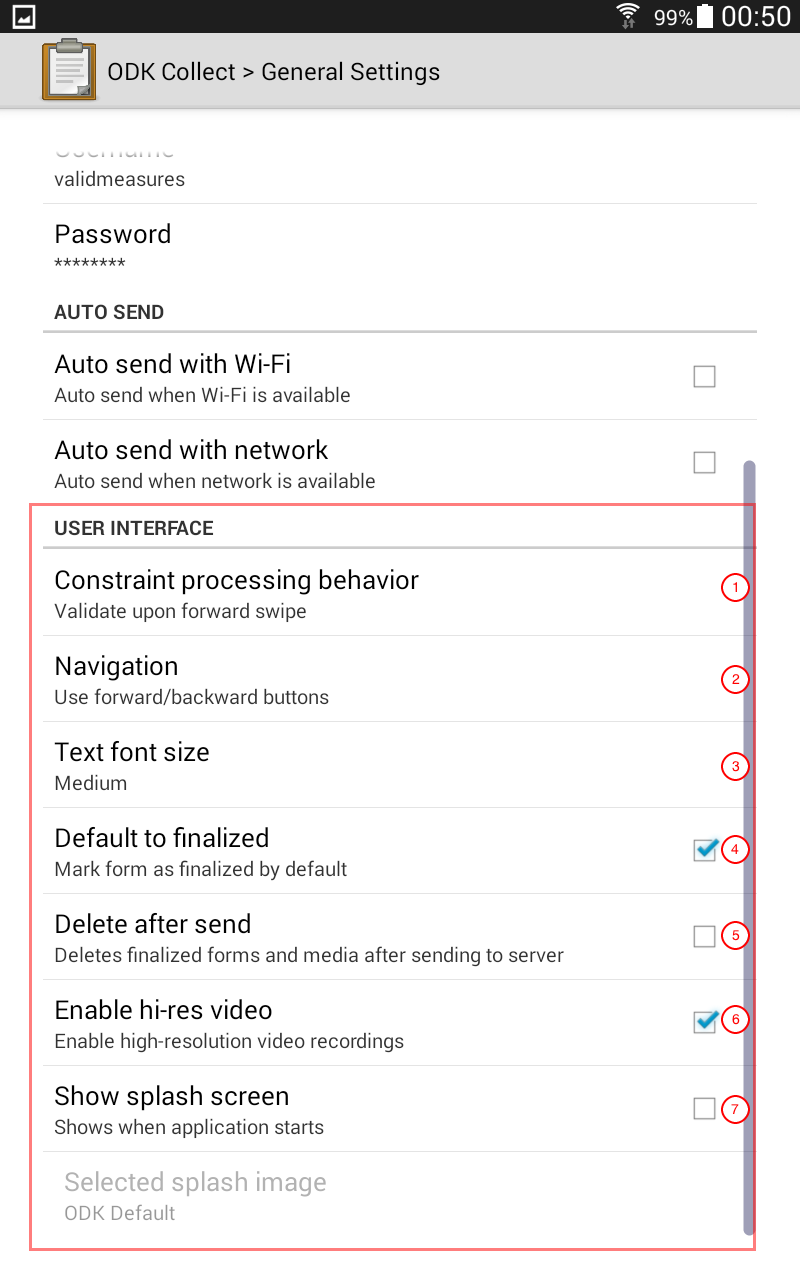 99% 00:50
ODK Collect > General Settings
Username
validmeasures
Password
********
AUTO SEND
Auto send with Wi-Fi
Auto send when Wi-Fi is available
Auto send with network
Auto send when network is available
USER INTERFACE
Constraint processing behavior
1
Validate upon forward swipe
Navigation
2
Use forward/backward buttons
Text font size
3
Medium
Default to finalized
4
Mark form as finalized by default
Delete after send
5
Deletes finalized forms and media after sending to server
Enable hi-res video
6
Enable high-resolution video recordings
Show splash screen
7
Shows when application starts
Selected splash image
ODK Default